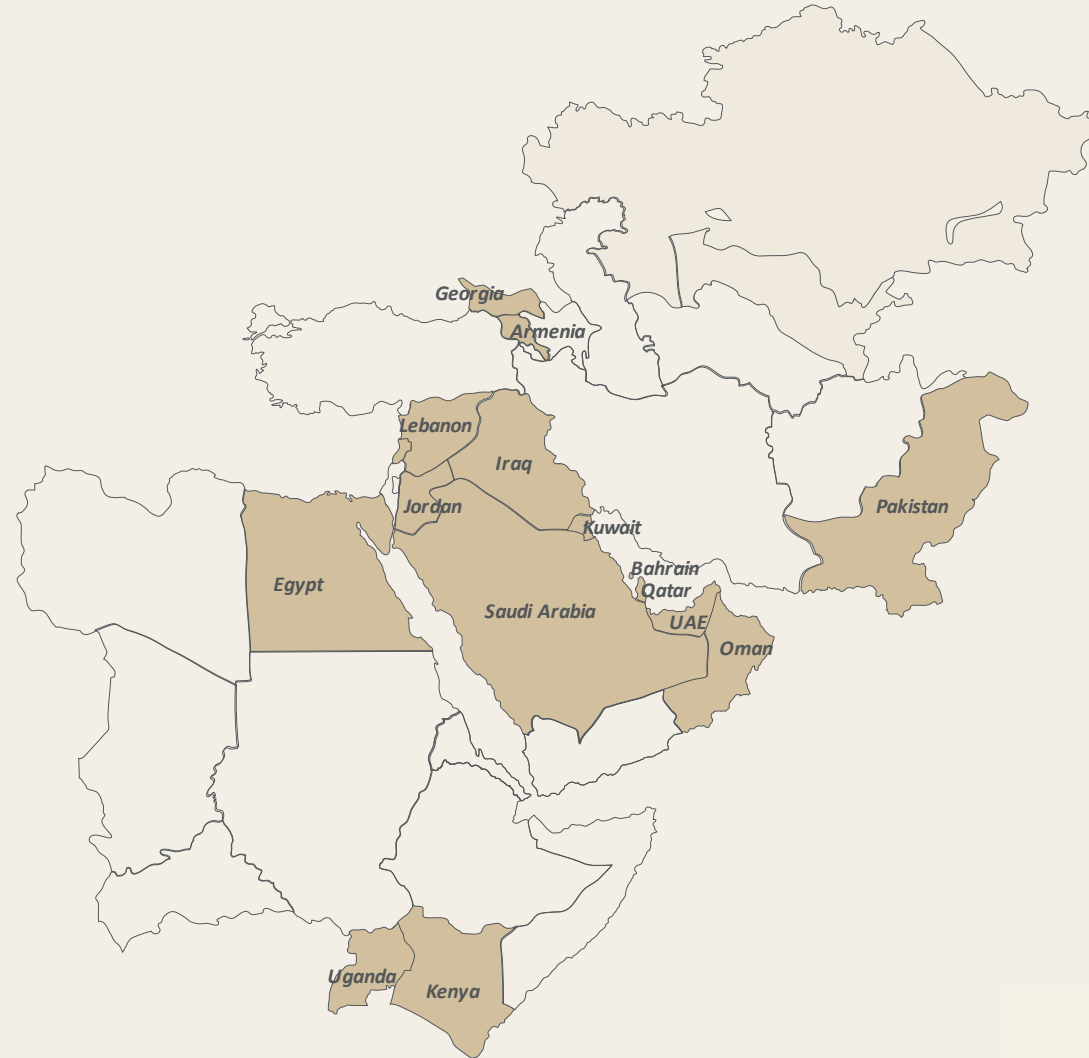 Georgia
Armenia
Lebanon
Iraq
Jordan
Pakistan
Kuwait
Bahrain
Egypt
Qatar
Saudi Arabia
UAE
Oman
Uganda
Kenya